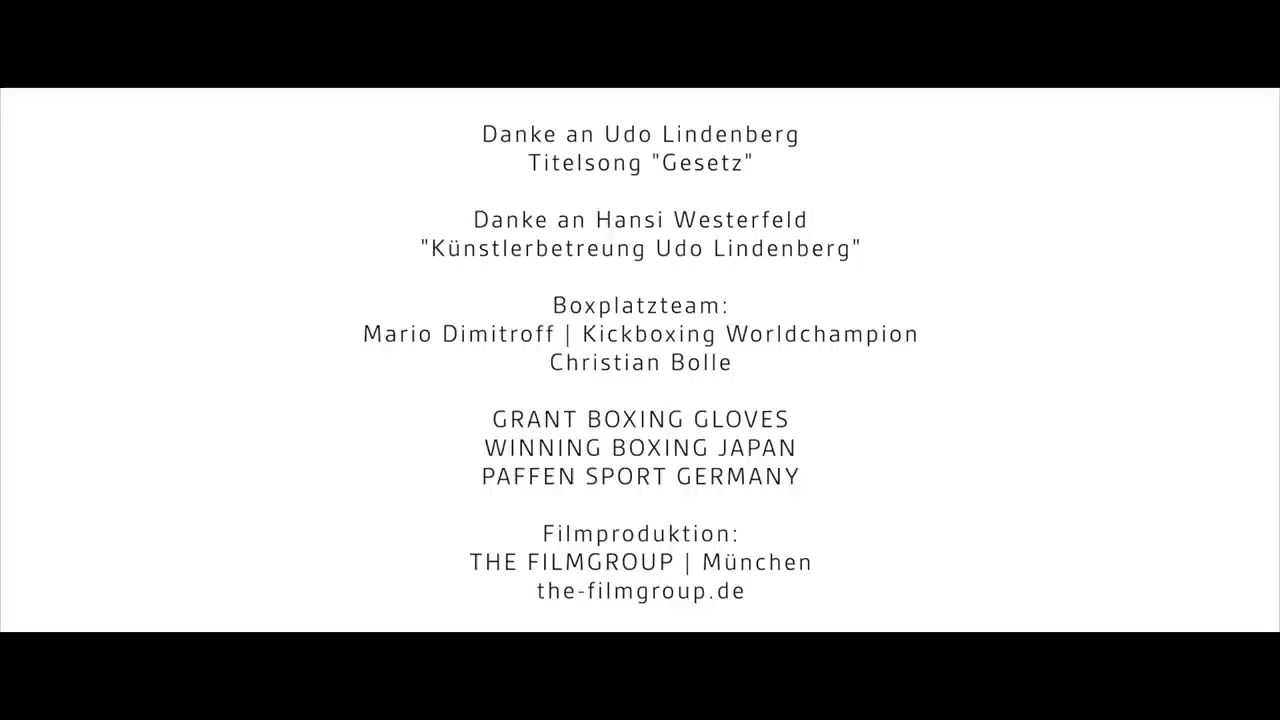 Danke an Udo Lindenberg
Titelsong "Gesetz"
Danke an Hansi Westerfeld
"Künstlerbetreung Udo Lindenberg"
Boxplatzteam:
Mario Dimitroff | Kickboxing Worldchampion
Christian Bolle
GRANT BOXING GLOVES
WINNING BOXING JAPAN
PAFFEN SPORT GERMANY
Filmproduktion:
THE FILMGROUP | München
the-filmgroup.de